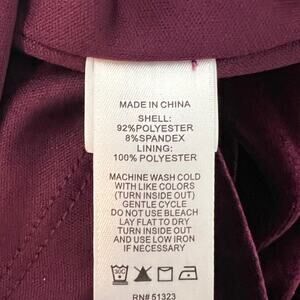 MADE IN CHINA
SHELL:
92%POLYESTER
8%SPANDEX
LINING:
100%POLYESTER
MACHINE WASH COLD
WITH LIKE COLORS
(TURN INSIDE OUT)
GENTLE CYCLE
DO NOT USE BLEACH
LAY FLAT TO DRY
TURN INSIDE OUT
AND USE LOW IRON
IF NECESSARY
30C
RN# 51323